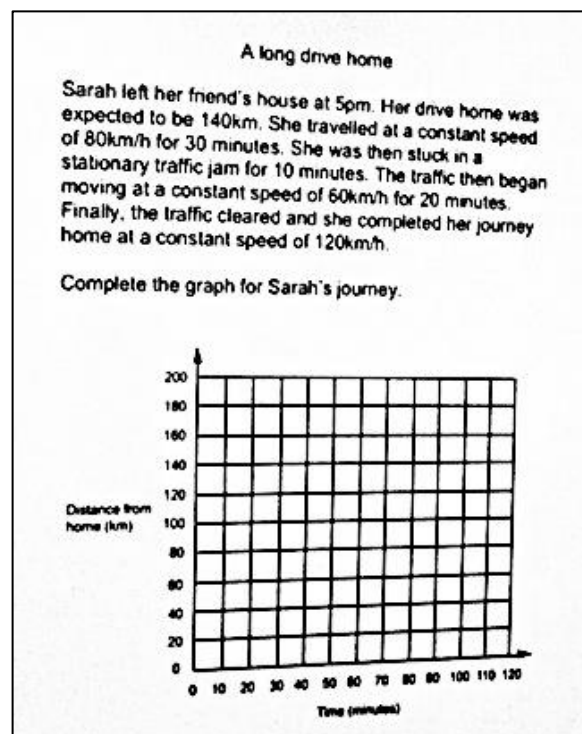 A long drive home
Sarah left her friend's house at 5pm. Her drive home was
expected to be 140km. She travelled at a constant speed
of 80km/h for 30 minutes. She was then stuck in a
stationary traffic jam for 10 minutes. The traffic then began
moving at a constant speed of 60km/h for 20 minutes.
Finally, the traffic cleared and she completed her journey
home at a constant speed of 120km/h.
Complete the graph for Sarah's journey.
200
180
160
140
120
Distance from
home (km)
100
80
60
40
20
0
0 10 20 30 40 50 60 70 80 90 100 110 120
Time (minutes)